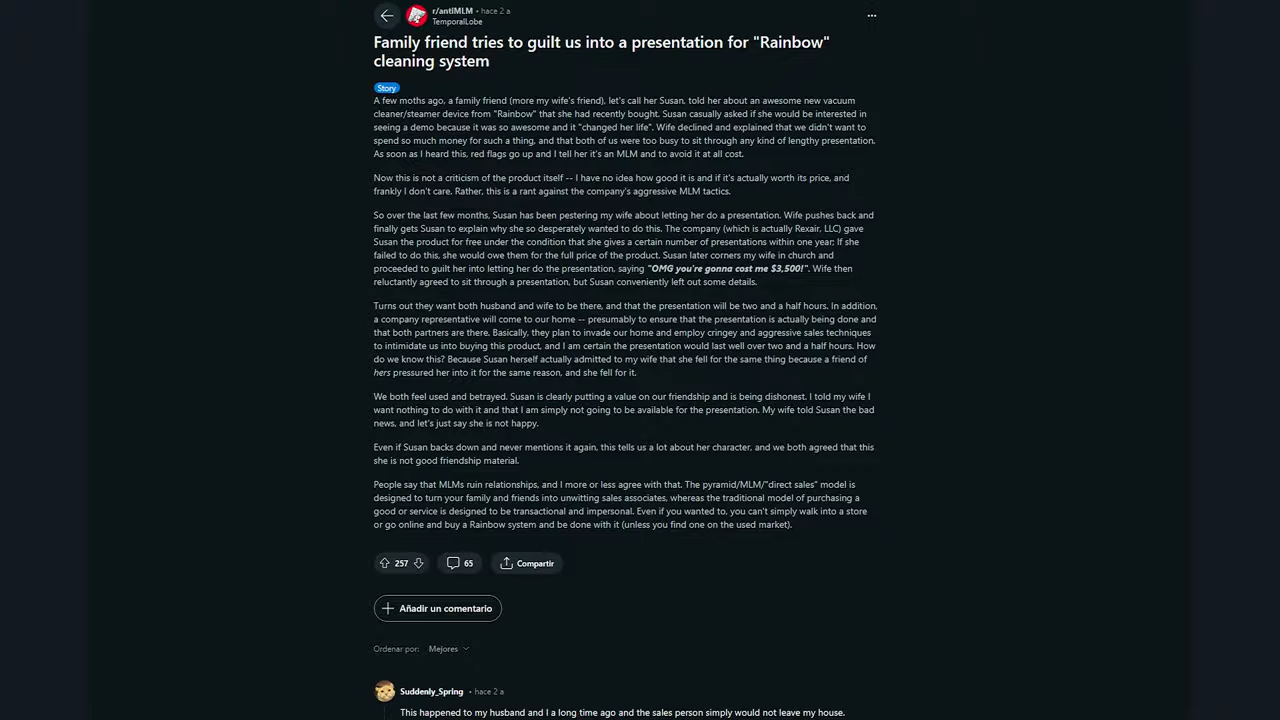 r/antiMLM • hace 2 a
TemporalLobe
Family friend tries to guilt us into a presentation for "Rainbow"
cleaning system
Story
A few moths ago, a family friend (more my wife's friend), let's call her Susan, told her about an awesome new vacuum
cleaner/steamer device from "Rainbow" that she had recently bought. Susan casually asked if she would be interested in
seeing a demo because it was so awesome and it "changed her life". Wife declined and explained that we didn't want to
spend so much money for such a thing, and that both of us were too busy to sit through any kind of lengthy presentation.
As soon as I heard this, red flags go up and I tell her it's an MLM and to avoid it at all cost.
Now this is not a criticism of the product itself -- I have no idea how good it is and if it's actually worth its price, and
frankly I don't care. Rather, this is a rant against the company's aggressive MLM tactics.
So over the last few months, Susan has been pestering my wife about letting her do a presentation. Wife pushes back and
finally gets Susan to explain why she so desperately wanted to do this. The company (which is actually Rexair, LLC) gave
Susan the product for free under the condition that she gives a certain number of presentations within one year; If she
failed to do this, she would owe them for the full price of the product. Susan later corners my wife in church and
proceeded to guilt her into letting her do the presentation, saying "OMG you're gonna cost me $3,500!". Wife then
reluctantly agreed to sit through a presentation, but Susan conveniently left out some details.
Turns out they want both husband and wife to be there, and that the presentation will be two and a half hours. In addition,
a company representative will come to our home -- presumably to ensure that the presentation is actually being done and
that both partners are there. Basically, they plan to invade our home and employ cringey and aggressive sales techniques
to intimidate us into buying this product, and I am certain the presentation would last well over two and a half hours. How
do we know this? Because Susan herself actually admitted to my wife that she fell for the same thing because a friend of
hers pressured her into it for the same reason, and she fell for it.
We both feel used and betrayed. Susan is clearly putting a value on our friendship and is being dishonest. I told my wife I
want nothing to do with it and that I am simply not going to be available for the presentation. My wife told Susan the bad
news, and let's just say she is not happy.
Even if Susan backs down and never mentions it again, this tells us a lot about her character, and we both agreed that this
she is not good friendship material.
People say that MLMs ruin relationships, and I more or less agree with that. The pyramid/MLM/"direct sales" model is
designed to turn your family and friends into unwitting sales associates, whereas the traditional model of purchasing a
good or service is designed to be transactional and impersonal. Even if you wanted to, you can't simply walk into a store
or go online and buy a Rainbow system and be done with it (unless you find one on the used market).
257 65 Compartir
Añadir un comentario
Ordenar por: Mejores
Suddenly_Spring • hace 2 a
This happened to my husband and I a long time ago and the sales person simply would not leave my house.